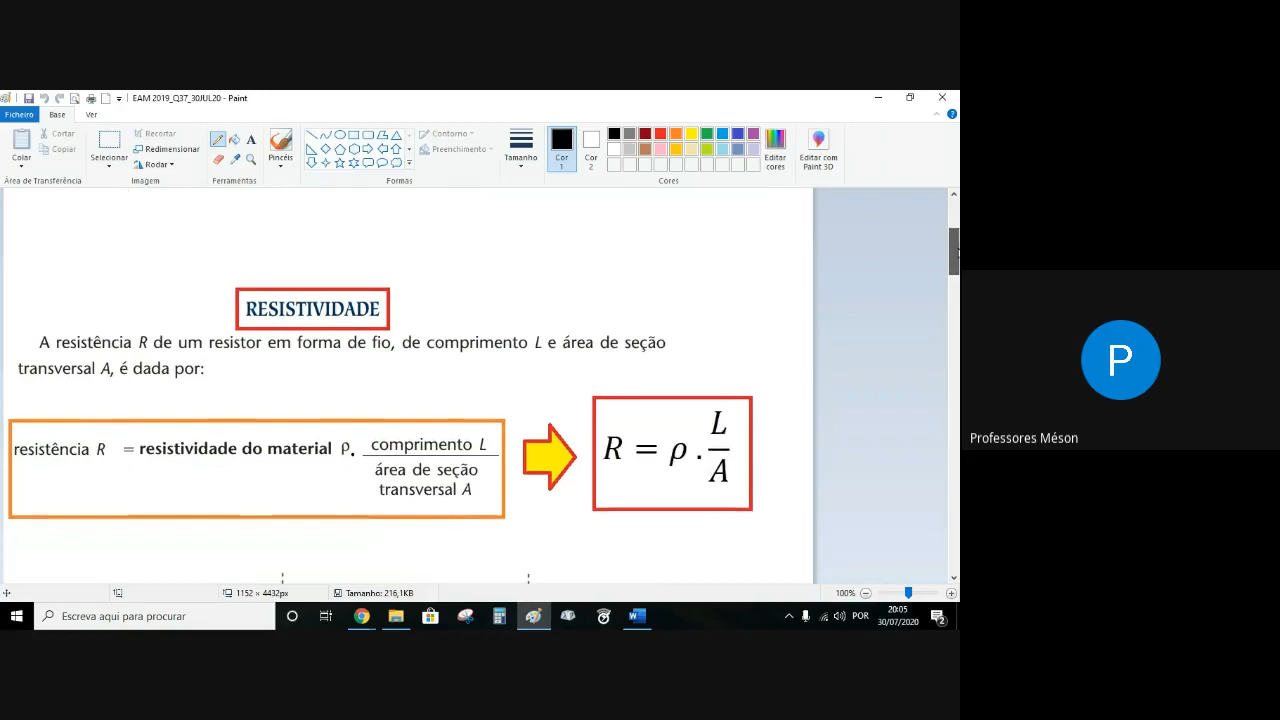 EAM 2019_Q37_30JUL20 - Paint
Ficheiro Base Ver
Colar
Cortar
Copiar
Área de Transferência
Selecionar
Recortar
Redimensionar
Rodar
Imagem
A
Ferramentas
Pincéis
Contorno
Preenchimento
Formas
Tamanho
Cor
1
Cor
2
Editar
cores
Cores
Editar com
Paint 3D
RESISTIVIDADE
A resistência R de um resistor em forma de fio, de comprimento L e área de seção
transversal A, é dada por:
resistência R = resistividade do material ρ. comprimento L
área de seção
transversal A
R = ρ . L
A
1152 × 4432px
Tamanho: 216,1KB
100%
Escreva aqui para procurar
POR
20:05
30/07/2020
2
P
Professores Méson